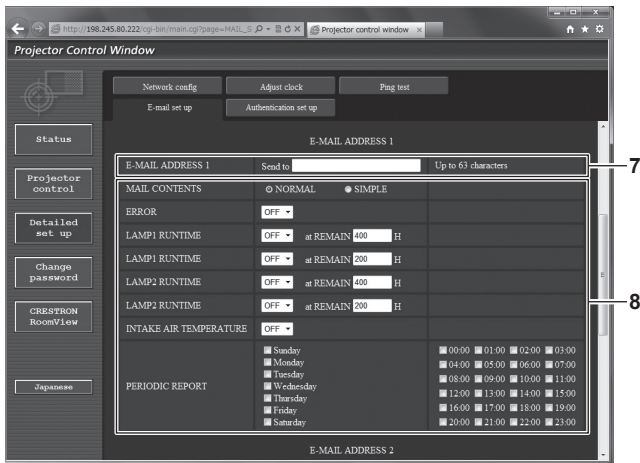 http://198.245.80.222/cgi-bin/main.cgi?page=MAIL_S
Projector control window
Projector Control Window
Network config Adjust clock Ping test
E-mail set up Authentication set up
Status
Projector control
Detailed set up
Change password
CRESTRON RoomView
Japanese
E-MAIL ADDRESS 1
E-MAIL ADDRESS 1 Send to Up to 63 characters 7
MAIL CONTENTS NORMAL SIMPLE
ERROR OFF
LAMP1 RUNTIME OFF at REMAIN 400 H
LAMP1 RUNTIME OFF at REMAIN 200 H
LAMP2 RUNTIME OFF at REMAIN 400 H
LAMP2 RUNTIME OFF at REMAIN 200 H 8
INTAKE AIR TEMPERATURE OFF
PERIODIC REPORT
Sunday
Monday
Tuesday
Wednesday
Thursday
Friday
Saturday
00:00 01:00 02:00 03:00
04:00 05:00 06:00 07:00
08:00 09:00 10:00 11:00
12:00 13:00 14:00 15:00
16:00 17:00 18:00 19:00
20:00 21:00 22:00 23:00
E-MAIL ADDRESS 2